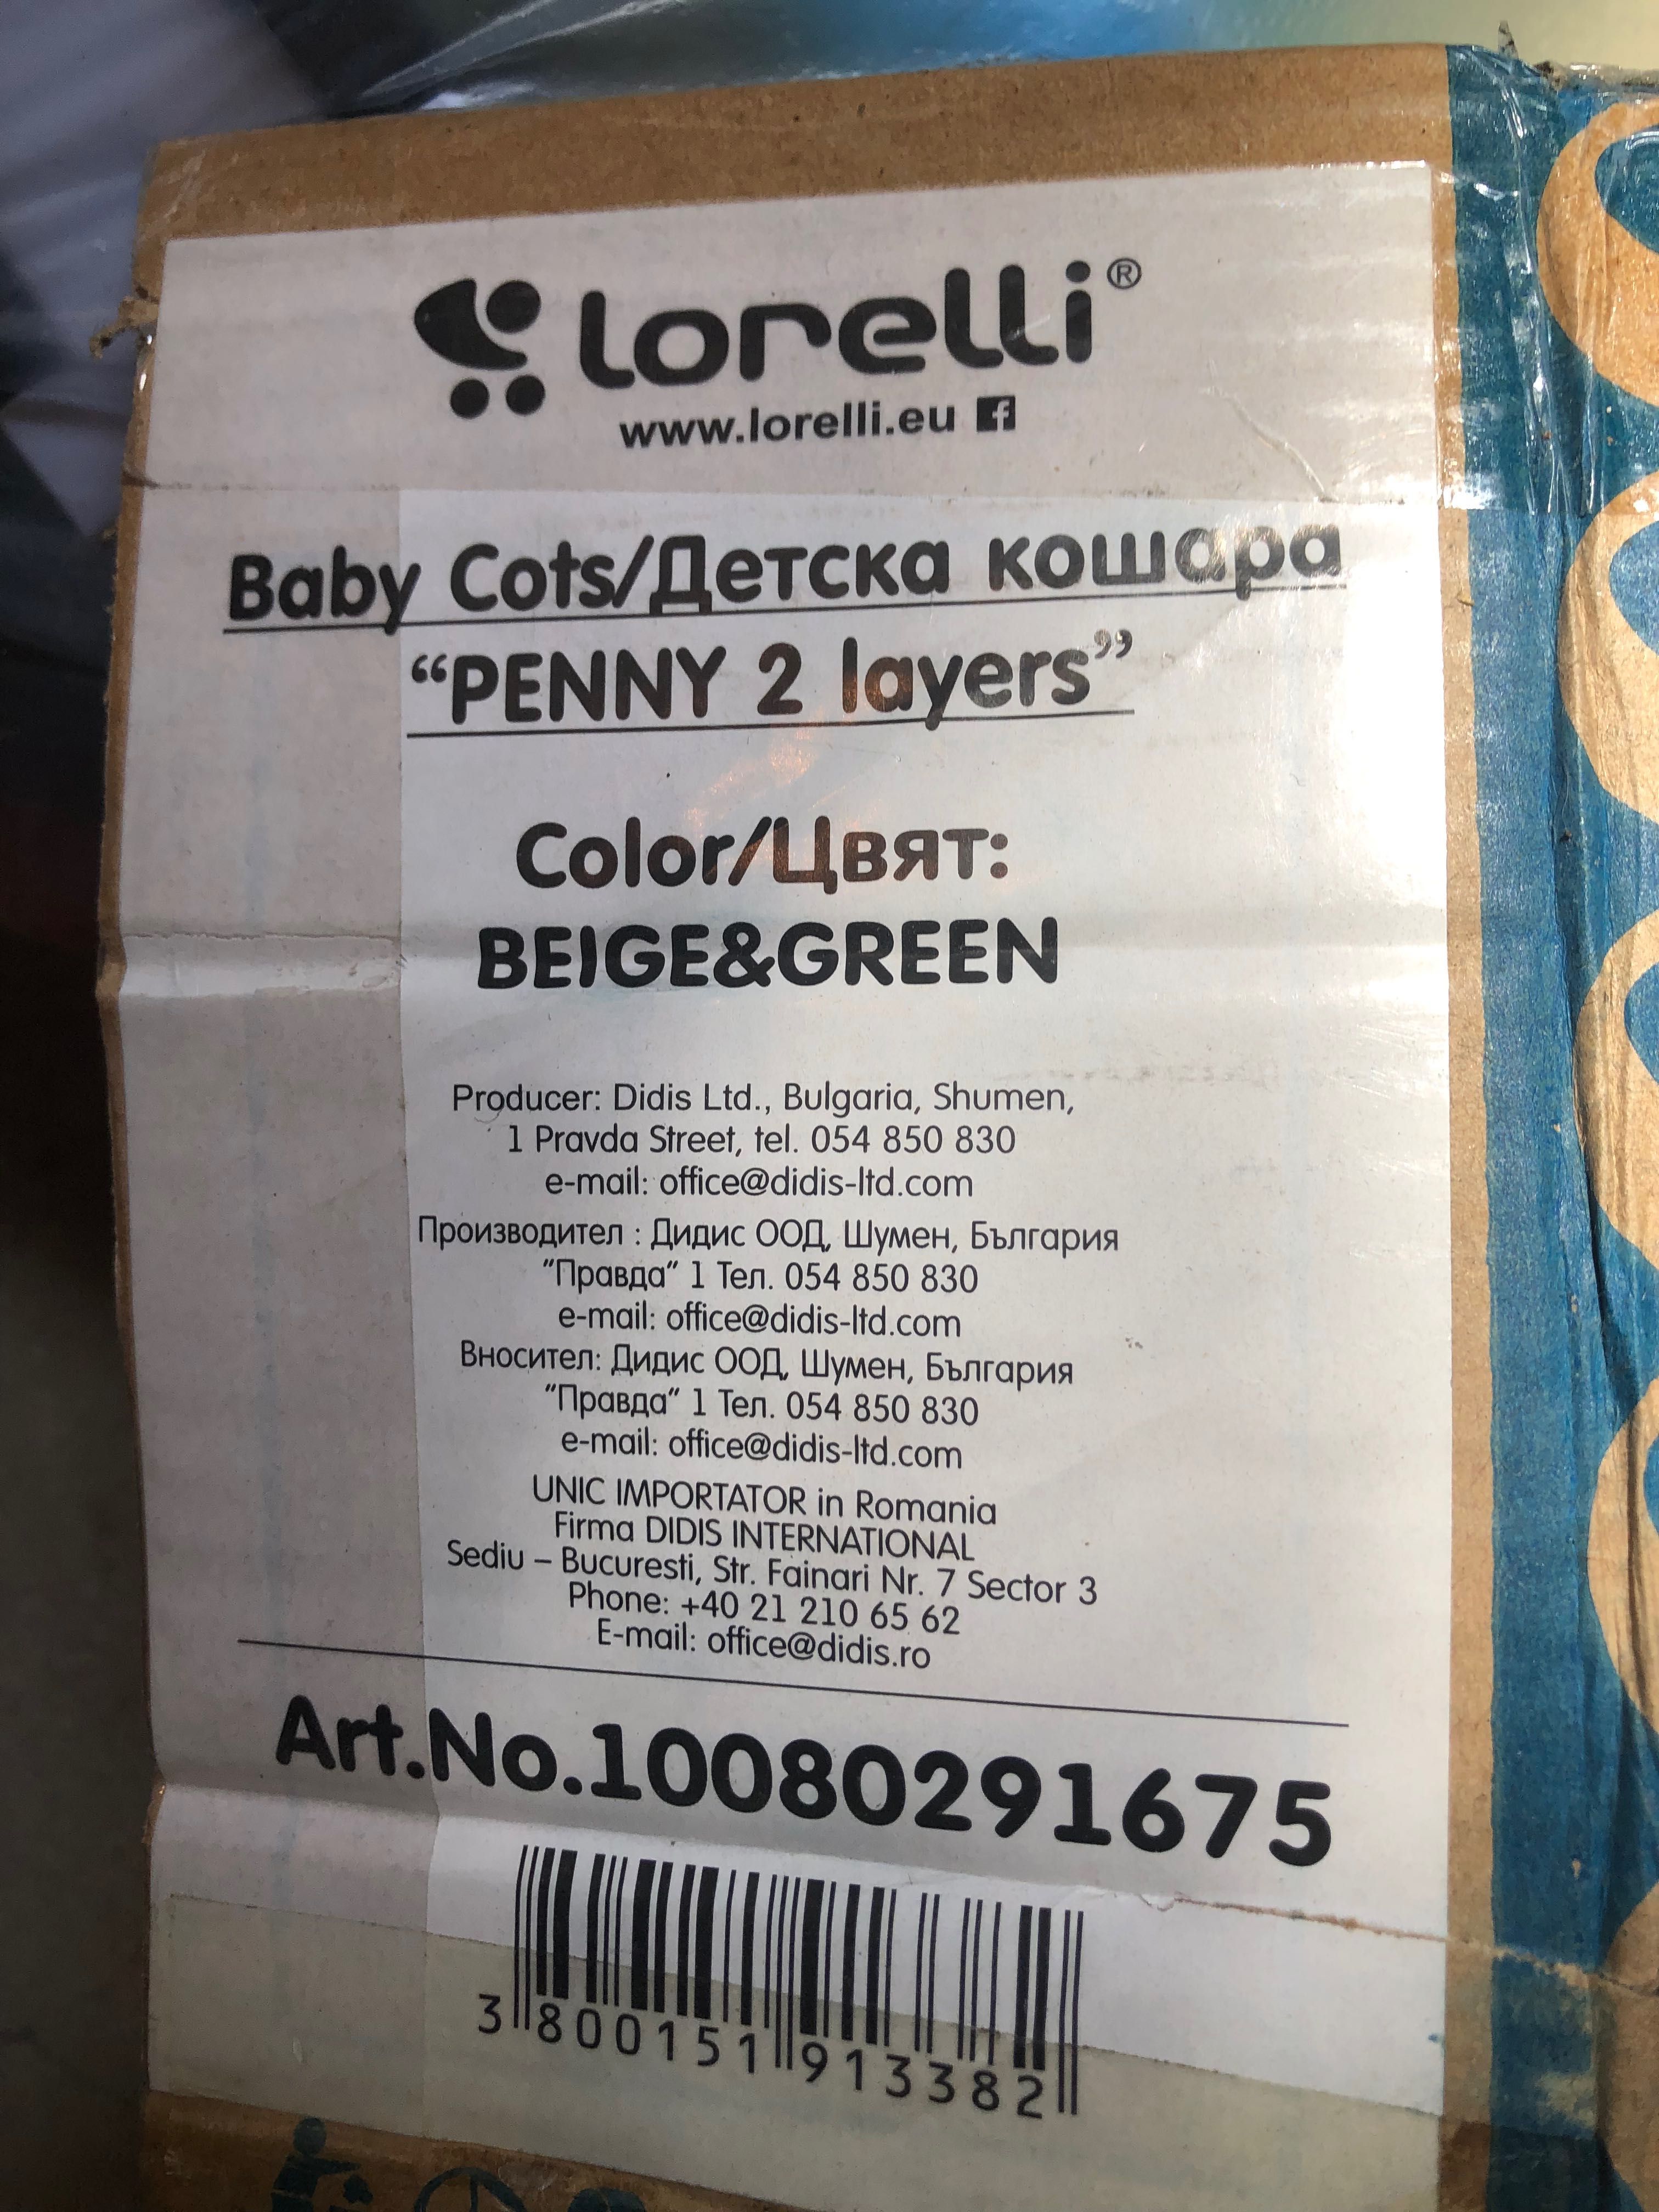 lorelli®
www.lorelli.eu
Baby Cots/Детска кошара
“PENNY 2 layers”
Color/Цвят:
BEIGE&GREEN
Producer: Didis Ltd., Bulgaria, Shumen,
1 Pravda Street, tel. 054 850 830
e-mail: office@didis-ltd.com
Производител : Дидис ООД, Шумен, България
"Правда" 1 Тел. 054 850 830
e-mail: office@didis-ltd.com
Вносител: Дидис ООД, Шумен, България
"Правда" 1 Тел. 054 850 830
e-mail: office@didis-ltd.com
UNIC IMPORTATOR in Romania
Firma DIDIS INTERNATIONAL
Sediu – Bucuresti, Str. Fainari Nr. 7 Sector 3
Phone: +40 21 210 65 62
E-mail: office@didis.ro
Art.No.10080291675
3 800151 913382